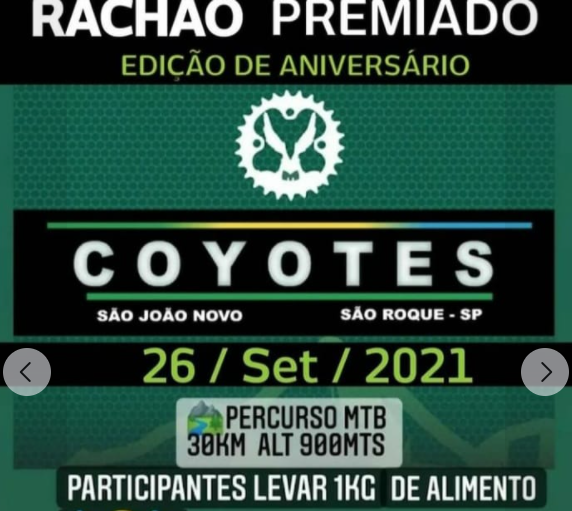 RACHÃO PREMIADO
EDIÇÃO DE ANIVERSÁRIO
COYOTES
SÃO JOÃO NOVO SÃO ROQUE - SP
26 / Set / 2021
PERCURSO MTB
30KM ALT 900MTS
PARTICIPANTES LEVAR 1KG DE ALIMENTO